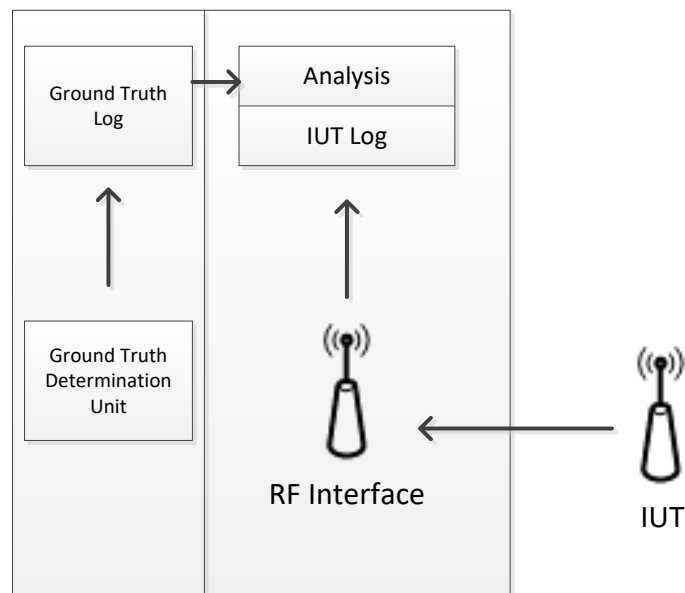 Ground Truth
Log
Analysis
IUT Log
Ground Truth
Determination
Unit
RF Interface
IUT